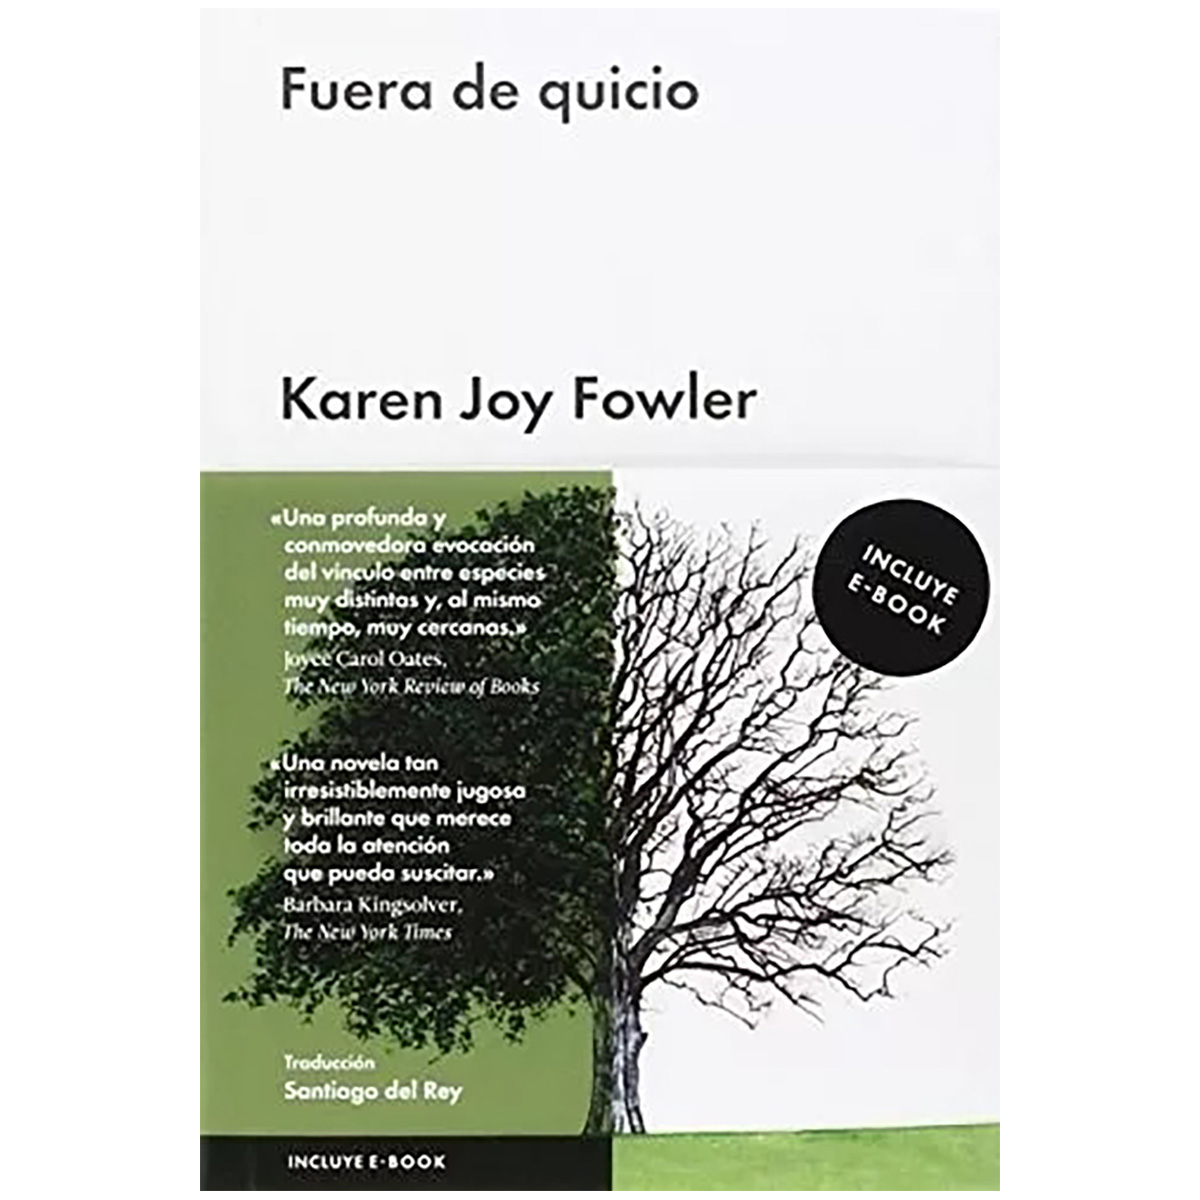 Fuera de quicio
Karen Joy Fowler
«Una profunda y
conmovedora evocación
del vínculo entre especies
muy distintas y, al mismo
tiempo, muy cercanas.»
Joyce Carol Oates,
The New York Review of Books
«Una novela tan
irresistiblemente jugosa
y brillante que merece
toda la atención
que pueda suscitar.»
Barbara Kingsolver,
The New York Times
INCLUYE
E-BOOK
Traducción
Santiago del Rey
INCLUYE E-BOOK